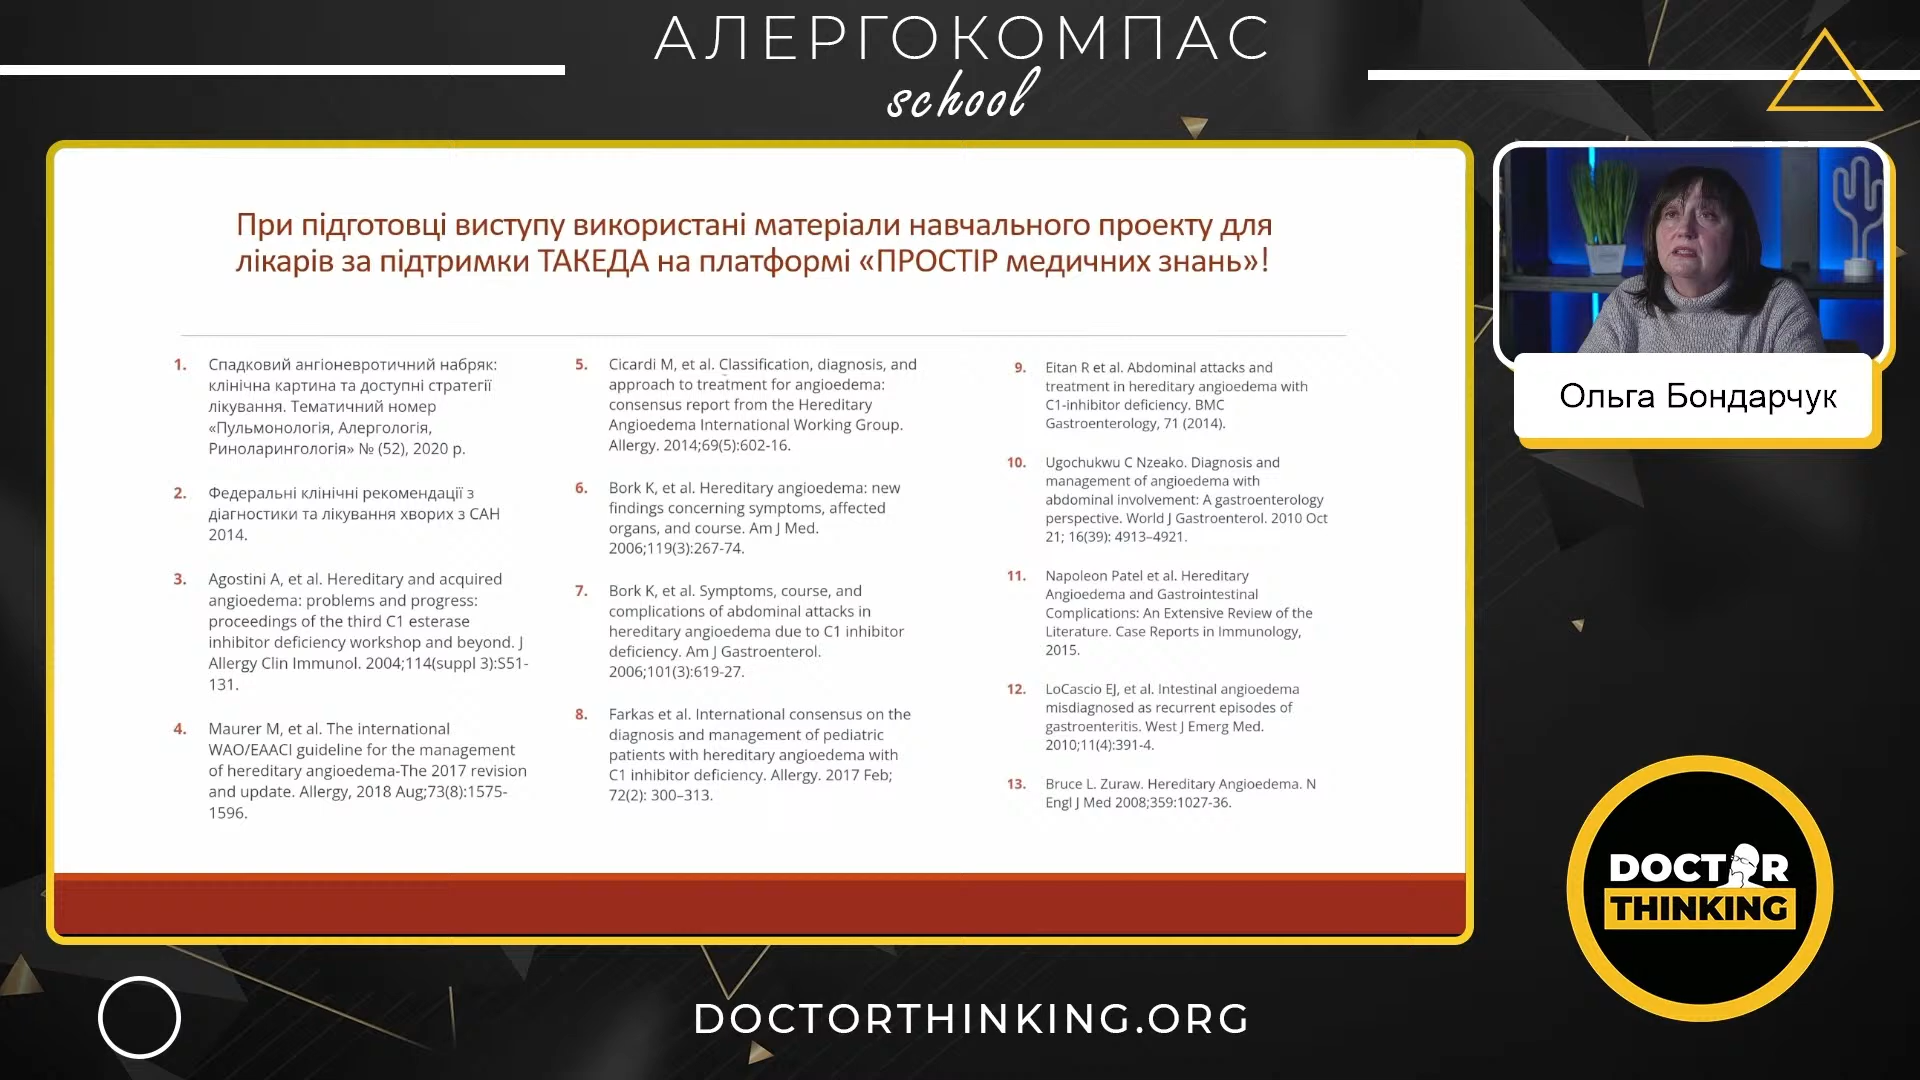 АЛЕРГОКОМПАС
school
При підготовці виступу використані матеріали навчального проекту для
лікарів за підтримки ТАКЕДА на платформі «ПРОСТІР медичних знань»!
1. Спадковий ангіоневротичний набряк:
клінічна картина та доступні стратегії
лікування. Тематичний номер
«Пульмонологія, Алергологія,
Риноларингологія» № (52), 2020 р.
2. Федеральні клінічні рекомендації з
діагностики та лікування хворих з САН
2014.
3. Agostini A, et al. Hereditary and acquired
angioedema: problems and progress:
proceedings of the third C1 esterase
inhibitor deficiency workshop and beyond. J
Allergy Clin Immunol. 2004;114(suppl 3):S51-
131.
4. Maurer M, et al. The international
WAO/EAACI guideline for the management
of hereditary angioedema-The 2017 revision
and update. Allergy, 2018 Aug;73(8):1575-
1596.
5. Cicardi M, et al. Classification, diagnosis, and
approach to treatment for angioedema:
consensus report from the Hereditary
Angioedema International Working Group.
Allergy. 2014;69(5):602-16.
6. Bork K, et al. Hereditary angioedema: new
findings concerning symptoms, affected
organs, and course. Am J Med.
2006;119(3):267-74.
7. Bork K, et al. Symptoms, course, and
complications of abdominal attacks in
hereditary angioedema due to C1 inhibitor
deficiency. Am J Gastroenterol.
2006;101(3):619-27.
8. Farkas et al. International consensus on the
diagnosis and management of pediatric
patients with hereditary angioedema with
C1 inhibitor deficiency. Allergy. 2017 Feb;
72(2): 300–313.
9. Eitan R et al. Abdominal attacks and
treatment in hereditary angioedema with
C1-inhibitor deficiency. BMC
Gastroenterology, 71 (2014).
10. Ugochukwu C Nzeako. Diagnosis and
management of angioedema with
abdominal involvement: A gastroenterology
perspective. World J Gastroenterol. 2010 Oct
21; 16(39): 4913–4921.
11. Napoleon Patel et al. Hereditary
Angioedema and Gastrointestinal
Complications: An Extensive Review of the
Literature. Case Reports in Immunology,
2015.
12. LoCascio EJ, et al. Intestinal angioedema
misdiagnosed as recurrent episodes of
gastroenteritis. West J Emerg Med.
2010;11(4):391-4.
13. Bruce L. Zuraw. Hereditary Angioedema. N
Engl J Med 2008;359:1027-36.
Ольга Бондарчук
DOCTOR
THINKING
DOCTORTHINKING.ORG